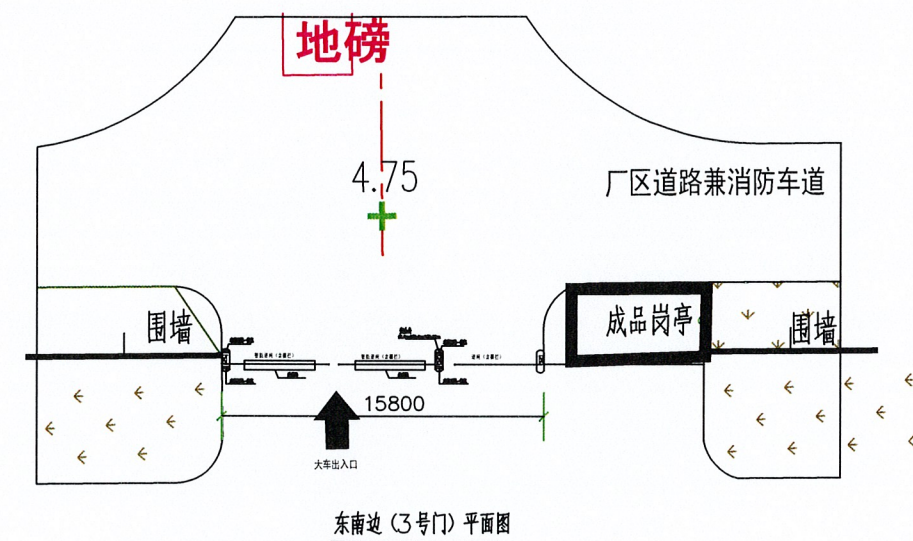 地磅
4.75
厂区道路兼消防车道
围墙
成品岗亭
围墙
15800
大车出入口
东南边（3号门）平面图